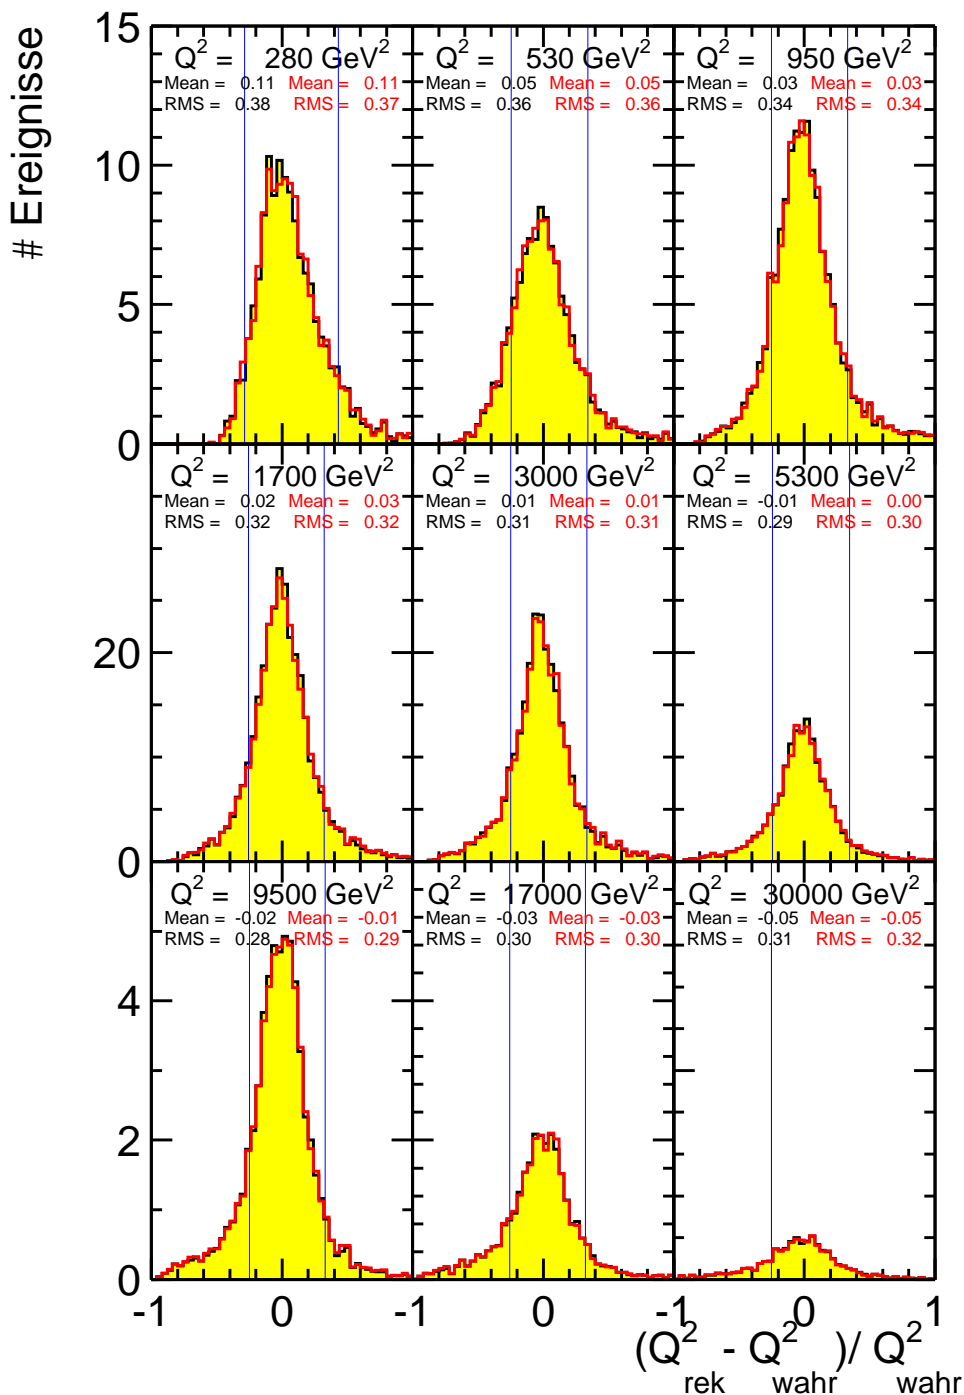 # Ereignisse
15
10
5
0
Q² = 280 GeV²
Mean = 0.11 Mean = 0.11
RMS = 0.38 RMS = 0.37
Q² = 530 GeV²
Mean = 0.05 Mean = 0.05
RMS = 0.36 RMS = 0.36
Q² = 950 GeV²
Mean = 0.03 Mean = 0.03
RMS = 0.34 RMS = 0.34
20
0
Q² = 1700 GeV²
Mean = 0.02 Mean = 0.03
RMS = 0.32 RMS = 0.32
Q² = 3000 GeV²
Mean = 0.01 Mean = 0.01
RMS = 0.31 RMS = 0.31
Q² = 5300 GeV²
Mean = -0.01 Mean = 0.00
RMS = 0.29 RMS = 0.30
4
2
0
Q² = 9500 GeV²
Mean = -0.02 Mean = -0.01
RMS = 0.28 RMS = 0.29
Q² = 17000 GeV²
Mean = -0.03 Mean = -0.03
RMS = 0.30 RMS = 0.30
Q² = 30000 GeV²
Mean = -0.05 Mean = -0.05
RMS = 0.31 RMS = 0.32
-1 0 -1 0 -1 0 1
(Q²rek - Q²wahr)/ Q²wahr